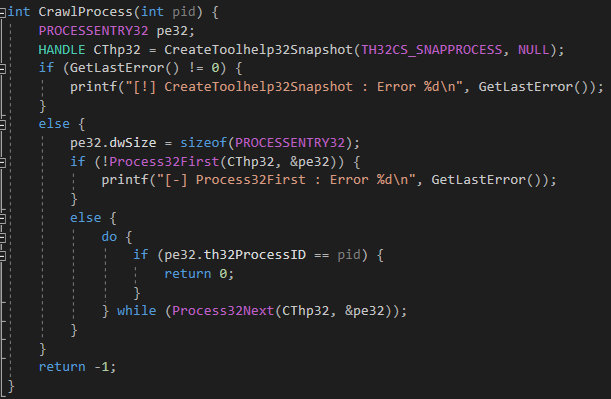 int CrawlProcess(int pid) {
    PROCESSENTRY32 pe32;
    HANDLE CThp32 = CreateToolhelp32Snapshot(TH32CS_SNAPPROCESS, NULL);
    if (GetLastError() != 0) {
        printf("[!] CreateToolhelp32Snapshot : Error %d\n", GetLastError());
    }
    else {
        pe32.dwSize = sizeof(PROCESSENTRY32);
        if (!Process32First(CThp32, &pe32)) {
            printf("[-] Process32First : Error %d\n", GetLastError());
        }
        else {
            do {
                if (pe32.th32ProcessID == pid) {
                    return 0;
                }
            } while (Process32Next(CThp32, &pe32));
        }
    }
    return -1;
}